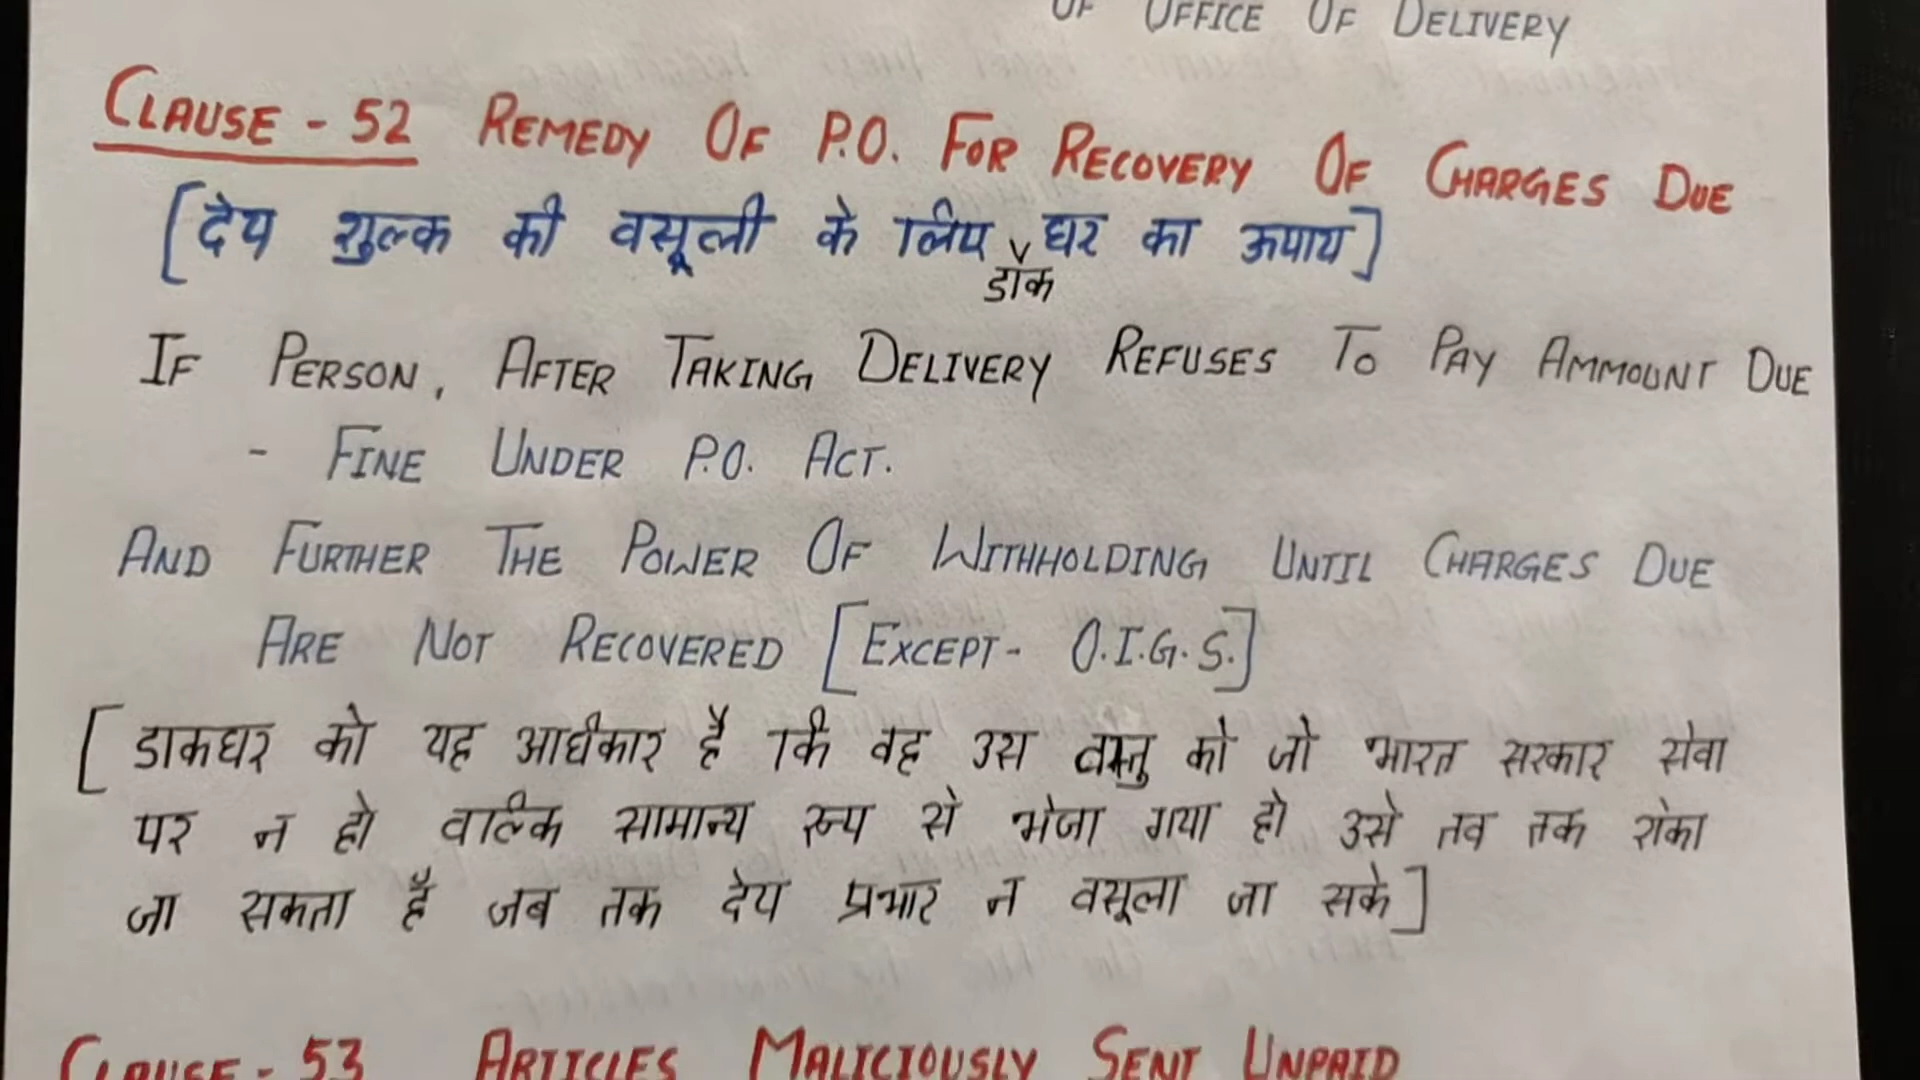 OF OFFICE OF DELIVERY
CLAUSE - 52 REMEDY OF P.O. FOR RECOVERY OF CHARGES DUE
[देय शुल्क की वसूली के लिय घर का ऊपाय]
डाॅक
IF PERSON, AFTER TAKING DELIVERY REFUSES TO PAY AMMOUNT DUE
- FINE UNDER P.O. ACT.
AND FURTHER THE POWER OF WITHHOLDING UNTIL CHARGES DUE
ARE NOT RECOVERED [EXCEPT- O.I.G.S.]
[डाकघर को यह आधीकार है कि वह उस वस्तु को जो भारत सरकार सेवा
पर न हो वाल्कि सामान्य रूप से भेजा गया हो उसे तव तक रोका
जा सकता है जब तक देय प्रभार न वसूला जा सके]
CLAUSE - 53 ARTICLES MALICIOUSLY SENT UNPAID